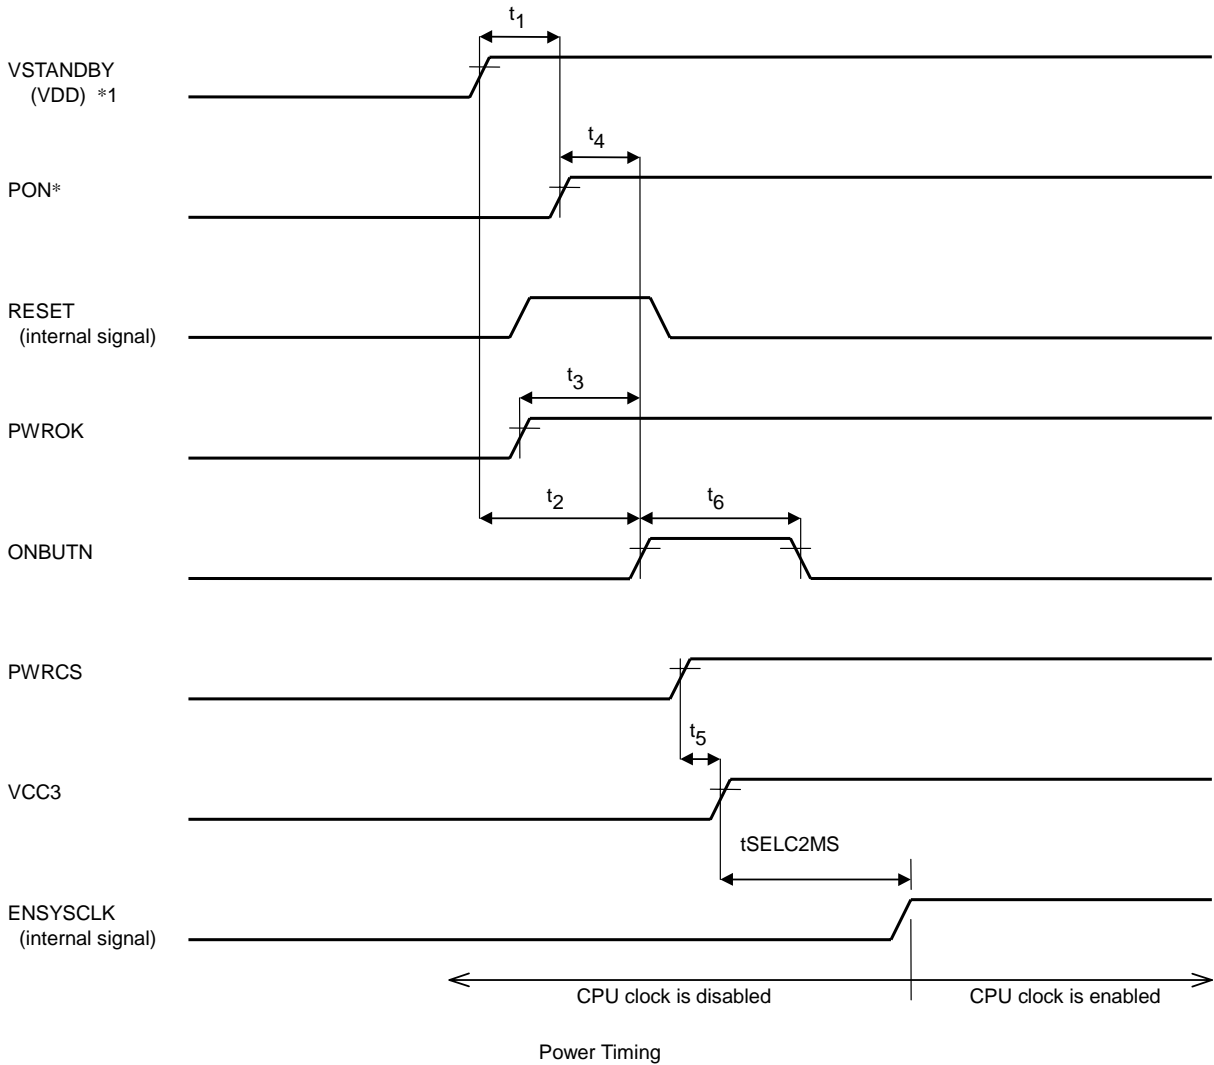 t1
VSTANDBY
(VDD) *1
t4
PON*
RESET
(internal signal)
t3
PWROK
t2
t6
ONBUTN
PWRCS
t5
VCC3
tSELC2MS
ENSYSCLK
(internal signal)
CPU clock is disabled
CPU clock is enabled
Power Timing